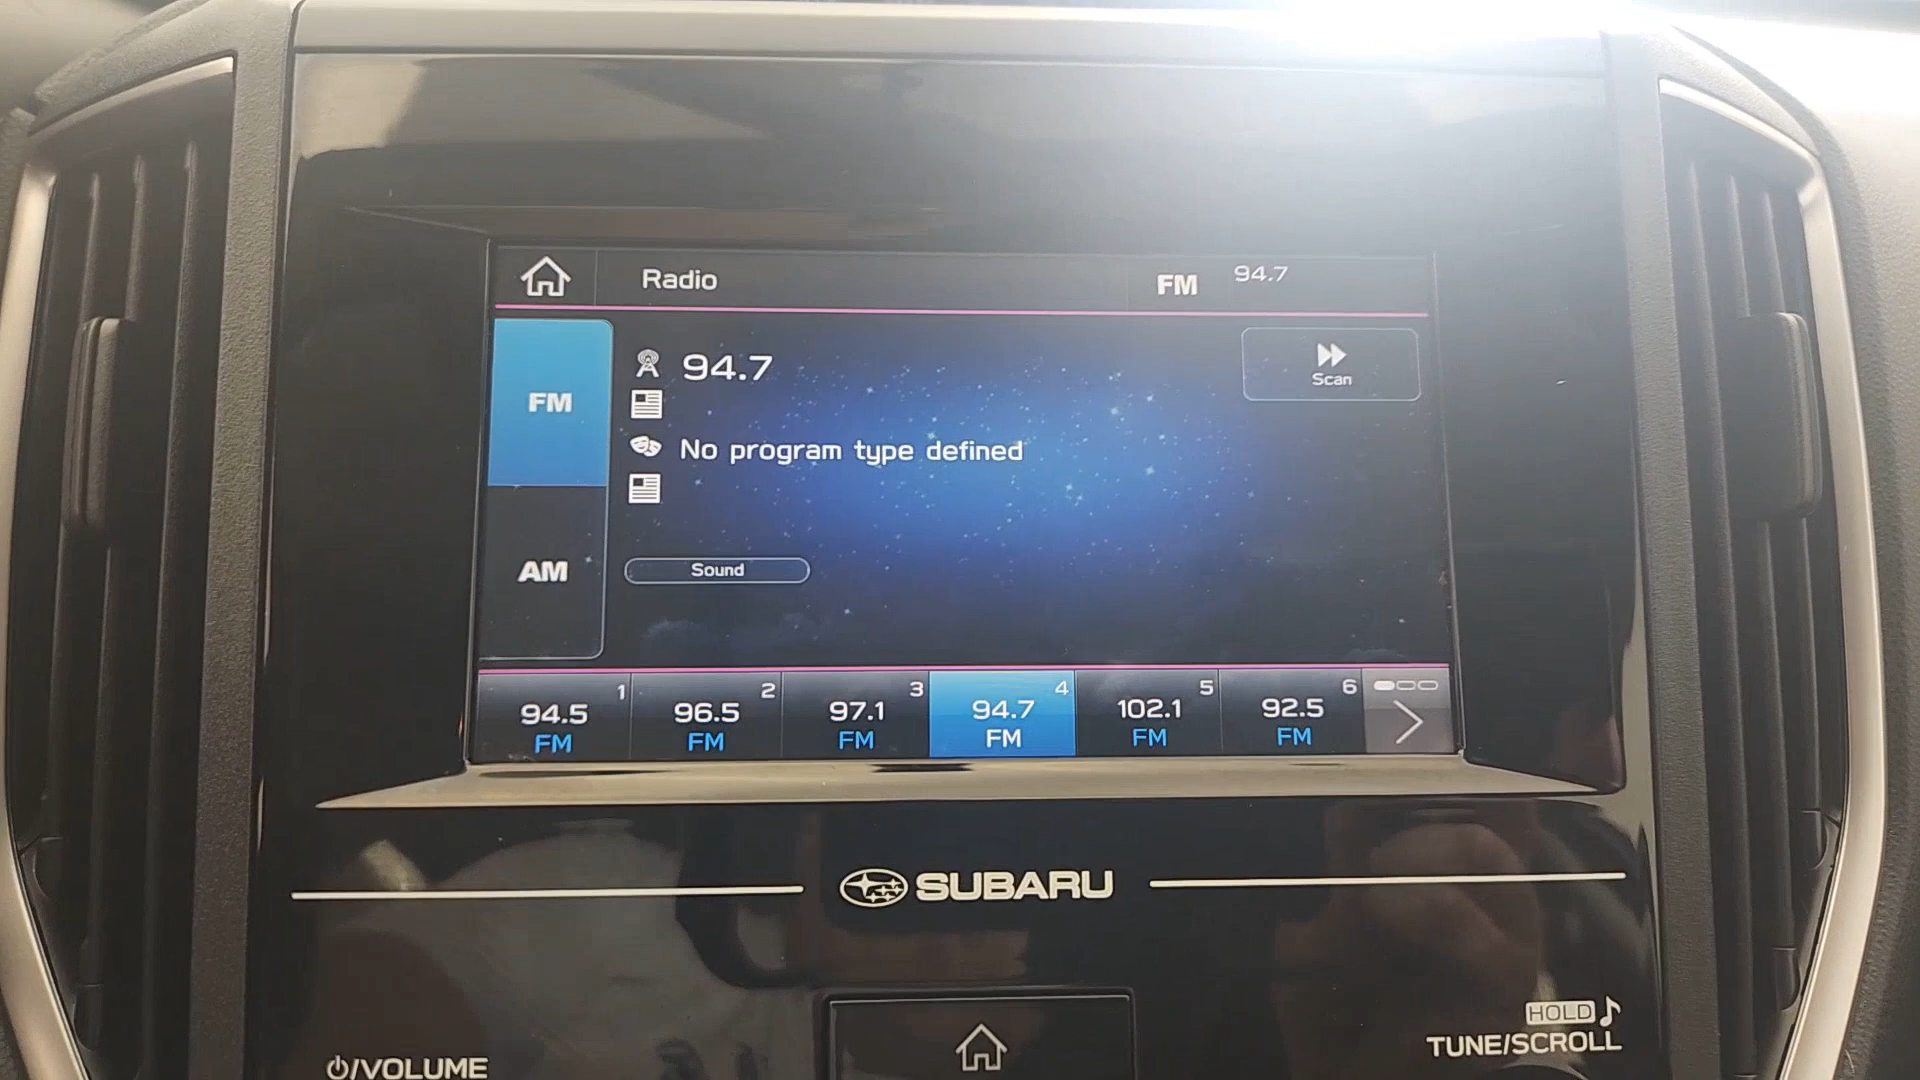 Radio
FM 94.7
94.7
Scan
FM
No program type defined
AM
Sound
1 2 3 4 5 6
94.5 96.5 97.1 94.7 102.1 92.5
FM FM FM FM FM FM
SUBARU
HOLD
TUNE/SCROLL
/VOLUME